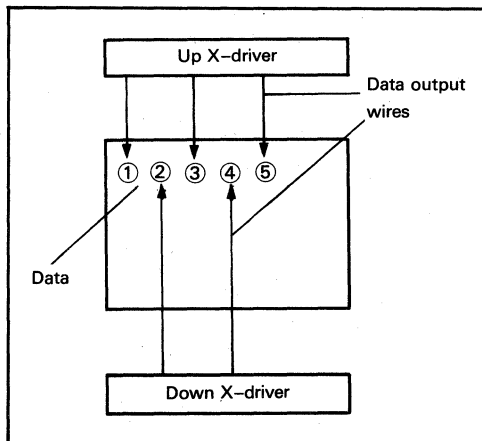 Up X–driver
Data output
wires
① ② ③ ④ ⑤
Data
Down X–driver